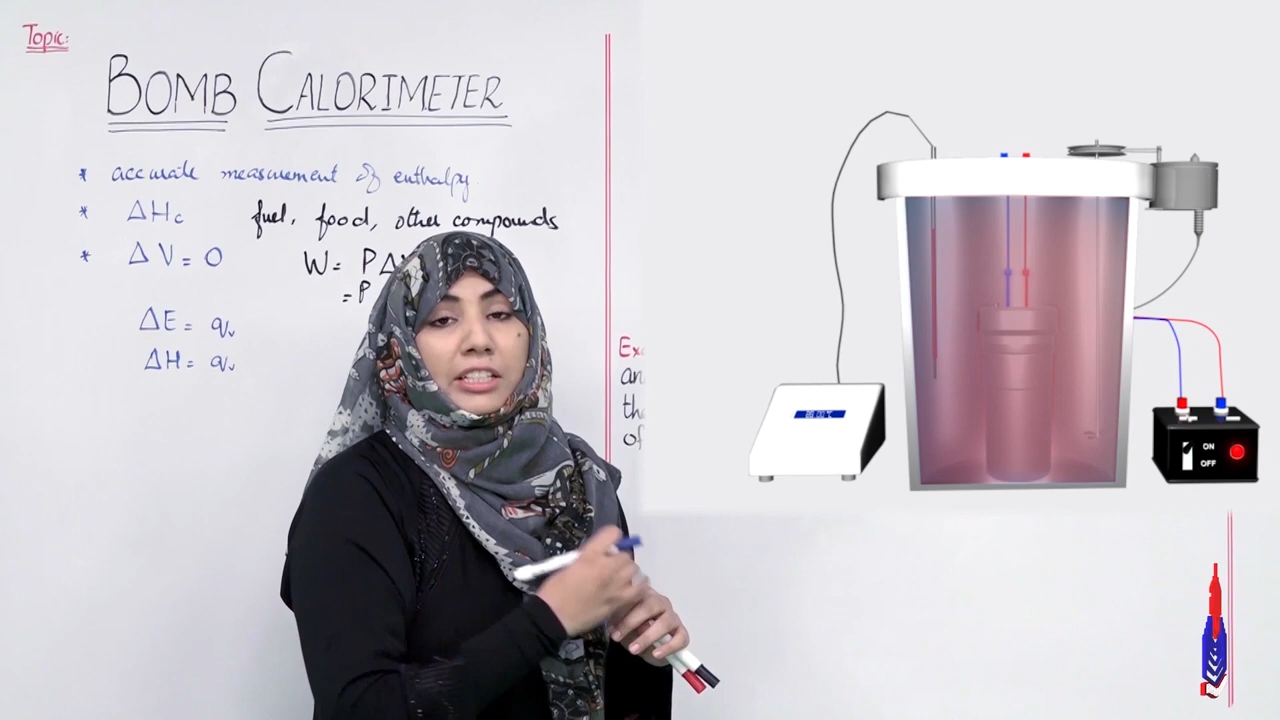 Topic:
BOMB CALORIMETER
* accurate measurement of enthalpy
* ΔHc fuel, food, other compounds
* ΔV = 0 W = PΔ
= P
ΔE = qv
ΔH = qv
ON
OFF